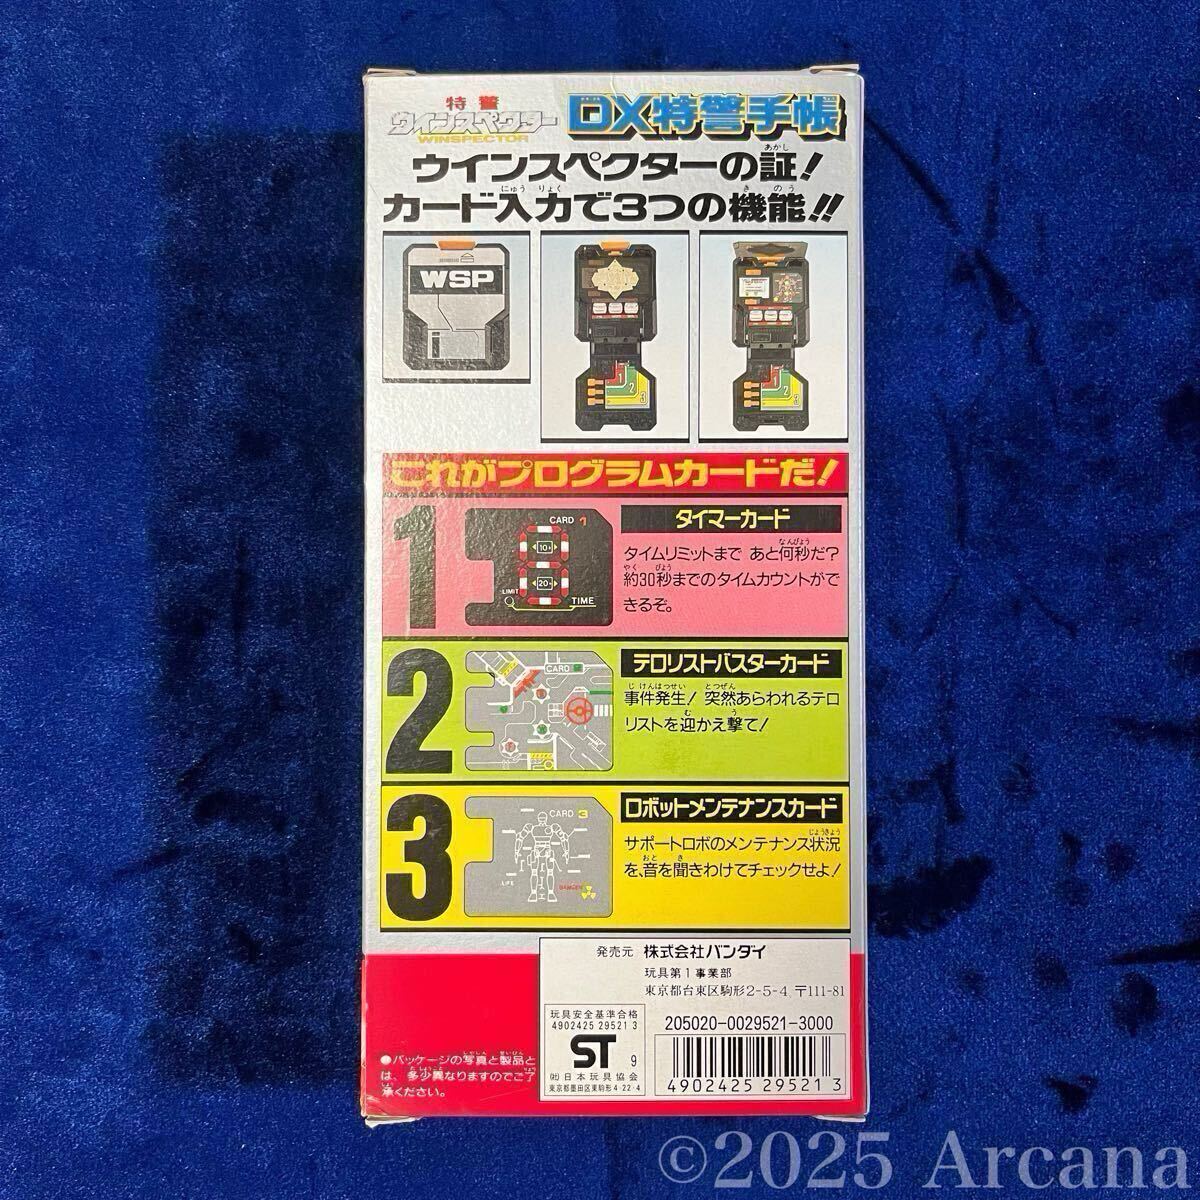 特警
ウインスペクター
WINSPECTOR
DX特警手帳
ウインスペクターの証!
カード入力で3つの機能!!
WSP
これがプログラムカードだ!
1
CARD 1
10
20
LIMIT
TIME
タイマーカード
タイムリミットまで あと何秒だ?
約30秒までのタイムカウントがで
きるぞ。
2
CARD 2
テロリストバスターカード
事件発生! 突然あらわれるテロ
リストを迎かえ撃て!
3
CARD 3
LIFE
DANGER
ロボットメンテナンスカード
サポートロボのメンテナンス状況
を、音を聞きわけてチェックせよ!
発売元 株式会社バンダイ
玩具第1事業部
東京都台東区駒形2-5-4 〒111-81
玩具安全基準合格
4902425 29521 3
ST 9
㈳日本玩具協会
東京都墨田区東駒形4-22-4
205020-0029521-3000
4 902425 295213
●パッケージの写真と製品と
は、多少異なりますのでご了
承ください。
©2025 Arcana